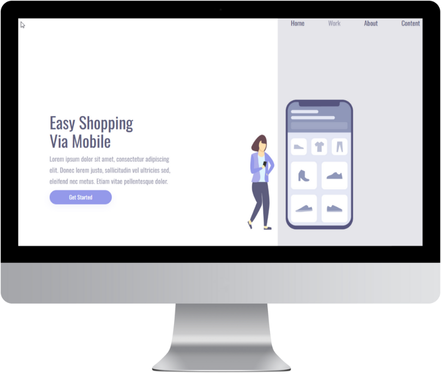 Home Work About Content
Easy Shopping
Via Mobile
Lorem ipsum dolor sit amet, consectetur adipiscing
elit. Donec lorem justo, sollicitudin vel ultricies sed,
eleifend nec metus. Etiam vitae pellentesque dolor.
Get Started